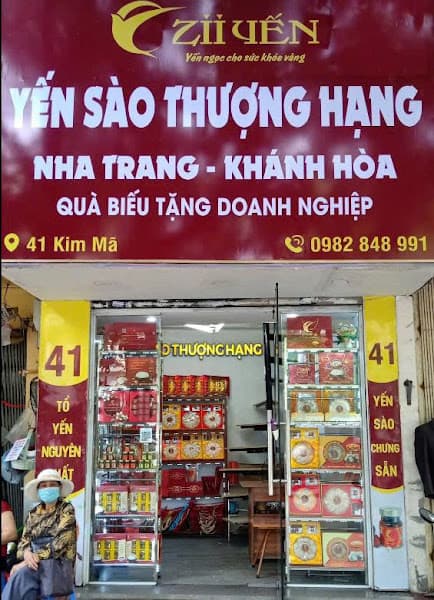 ZII YẾN
Yến ngọc cho sức khỏe vàng
YẾN SÀO THƯỢNG HẠNG
NHA TRANG - KHÁNH HÒA
QUÀ BIẾU TẶNG DOANH NGHIỆP
41 Kim Mã
0982 848 991
THƯỢNG HẠNG
41
TỔ
YẾN
NGUYÊN
CHẤT
41
YẾN
SÀO
CHƯNG
SẴN